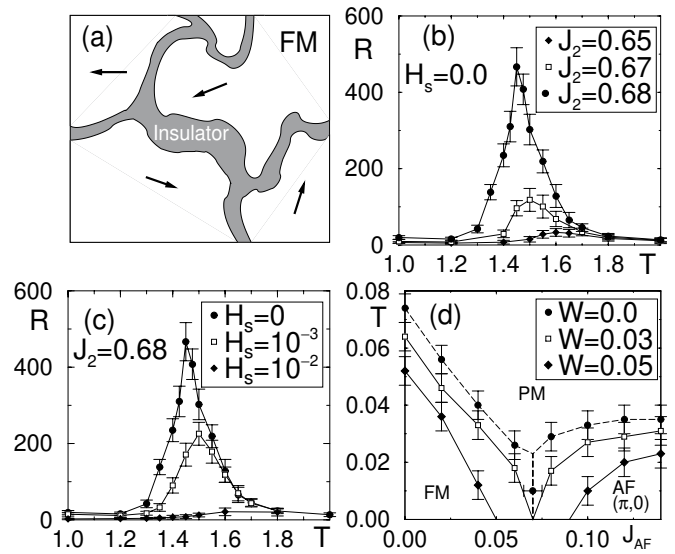 (a)
FM
Insulator
600
R
400
200
0
1.0 1.2 1.4 1.6 1.8 T
(b)
H_s=0.0
J_2=0.65
J_2=0.67
J_2=0.68
600
R
400
200
0
1.0 1.2 1.4 1.6 1.8 T
(c)
J_2=0.68
H_s=0
H_s=10^{-3}
H_s=10^{-2}
0.08
T
0.06
0.04
0.02
0.00
0.00 0.05 0.10 J_{AF}
(d)
W=0.0
W=0.03
W=0.05
PM
FM
AF
(π,0)